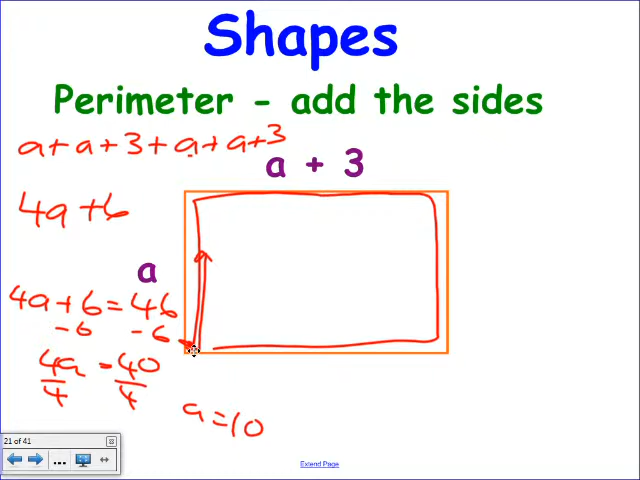 Shapes
Perimeter - add the sides
a + a + 3 + a + a + 3
a + 3
4a + 6
a
4a + 6 = 46
-6 -6
4a = 40
4 4
a = 10
21 of 41
...
Extend Page